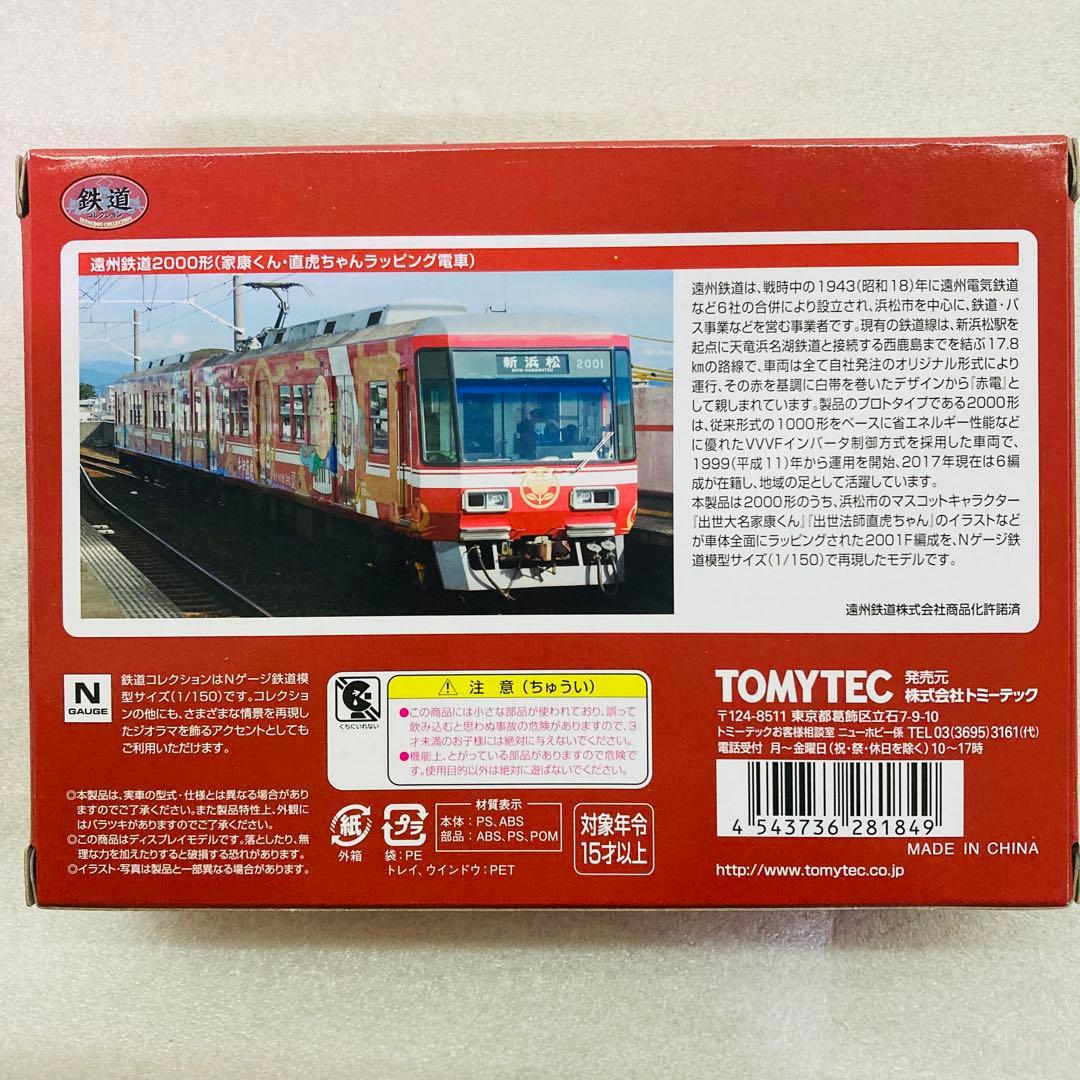 鉄道
コレクション
TETSUDOU COLLECTION
遠州鉄道2000形(家康くん・直虎ちゃんラッピング電車)
新浜松
SHIN-HAMAMATSU
2001
遠州鉄道は、戦時中の1943(昭和18)年に遠州電気鉄道
など6社の合併により設立され、浜松市を中心に、鉄道・バ
ス事業などを営む事業者です。現有の鉄道線は、新浜松駅を
起点に天竜浜名湖鉄道と接続する西鹿島までを結ぶ17.8
kmの路線で、車両は全て自社発注のオリジナル形式により
運行、その赤を基調に白帯を巻いたデザインから『赤電』と
して親しまれています。製品のプロトタイプである2000形
は、従来形式の1000形をベースに省エネルギー性能など
に優れたVVVFインバータ制御方式を採用した車両で、
1999(平成11)年から運用を開始、2017年現在は6編
成が在籍し、地域の足として活躍しています。
本製品は2000形のうち、浜松市のマスコットキャラクター
『出世大名家康くん』『出世法師直虎ちゃん』のイラストなど
が車体全面にラッピングされた2001F編成を、Nゲージ鉄
道模型サイズ(1/150)で再現したモデルです。
遠州鉄道株式会社商品化許諾済
N
GAUGE
鉄道コレクションはNゲージ鉄道模
型サイズ(1/150)です。コレクショ
ンの他にも、さまざまな情景を再現し
たジオラマを飾るアクセントとしても
ご利用いただけます。
◎本製品は、実車の型式・仕様とは異なる場合があり
ますのでご了承ください。また製品特性上、外観に
はバラツキがありますのでご了承ください。
◎この商品はディスプレイモデルです。落としたり、無
理な力を加えたりすると破損する恐れがあります。
◎イラスト・写真は製品と一部異なる場合があります。
くちにいれない
⚠ 注意(ちゅうい)
●この商品には小さな部品が使われており、誤って
飲み込むと思わぬ事故の危険がありますので、3
才未満のお子様には絶対に与えないでください。
●機能上、とがっている部分がありますので危険で
す。使用目的以外は絶対に遊ばないでください。
紙
外箱
プラ
袋:PE
トレイ、ウインドウ:PET
材質表示
本体:PS、ABS
部品:ABS、PS、POM
対象年令
15才以上
TOMYTEC
発売元
株式会社トミーテック
〒124-8511 東京都葛飾区立石7-9-10
トミーテックお客様相談室 ニューホビー係 TEL 03(3695)3161(代)
電話受付 月〜金曜日(祝・祭・休日を除く)10〜17時
4 543736 281849
MADE IN CHINA
http://www.tomytec.co.jp